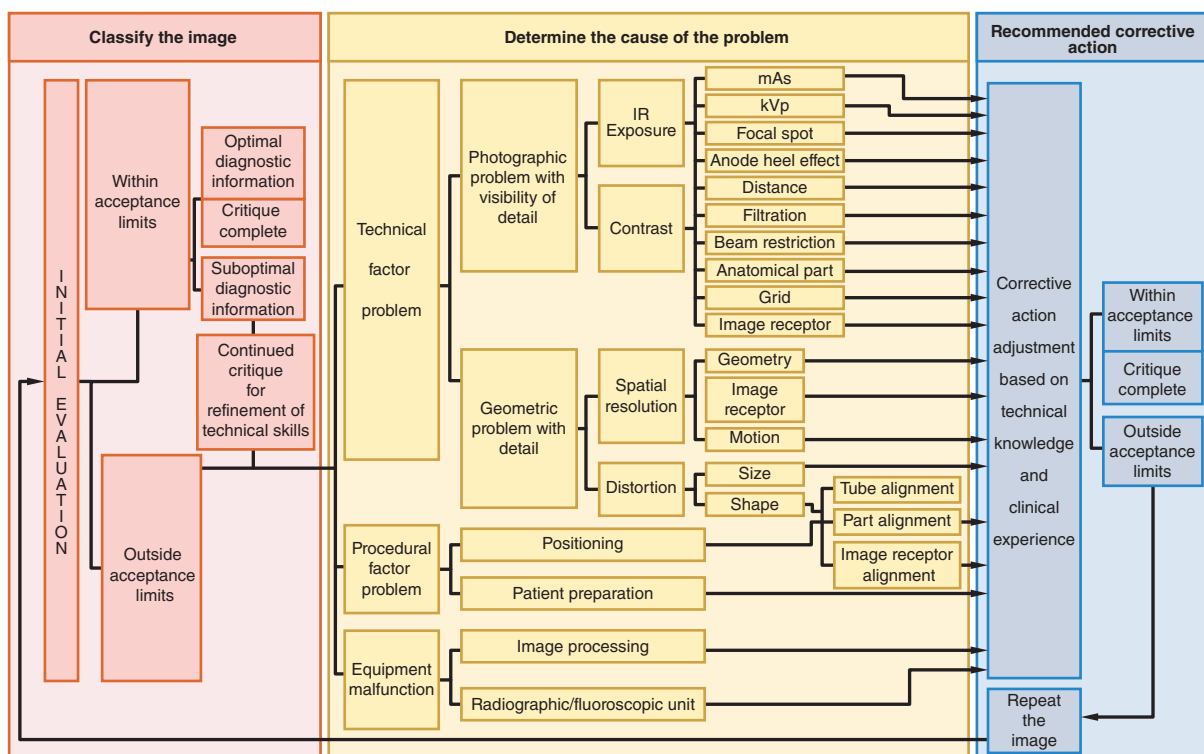 Classify the image
Determine the cause of the problem
Recommended corrective
action
INITIAL EVALUATION
Within
acceptance
limits
Optimal
diagnostic
information
Critique
complete
Suboptimal
diagnostic
information
Continued
critique
for
refinement of
technical skills
Outside
acceptance
limits
Technical
factor
problem
Photographic
problem with
visibility of
detail
IR
Exposure
Contrast
mAs
kVp
Focal spot
Anode heel effect
Distance
Filtration
Beam restriction
Anatomical part
Grid
Image receptor
Geometric
problem with
detail
Spatial
resolution
Geometry
Image
receptor
Motion
Distortion
Size
Shape
Tube alignment
Part alignment
Image receptor
alignment
Procedural
factor
problem
Positioning
Patient preparation
Equipment
malfunction
Image processing
Radiographic/fluoroscopic unit
Corrective
action
adjustment
based on
technical
knowledge
and
clinical
experience
Within
acceptance
limits
Critique
complete
Outside
acceptance
limits
Repeat
the
image